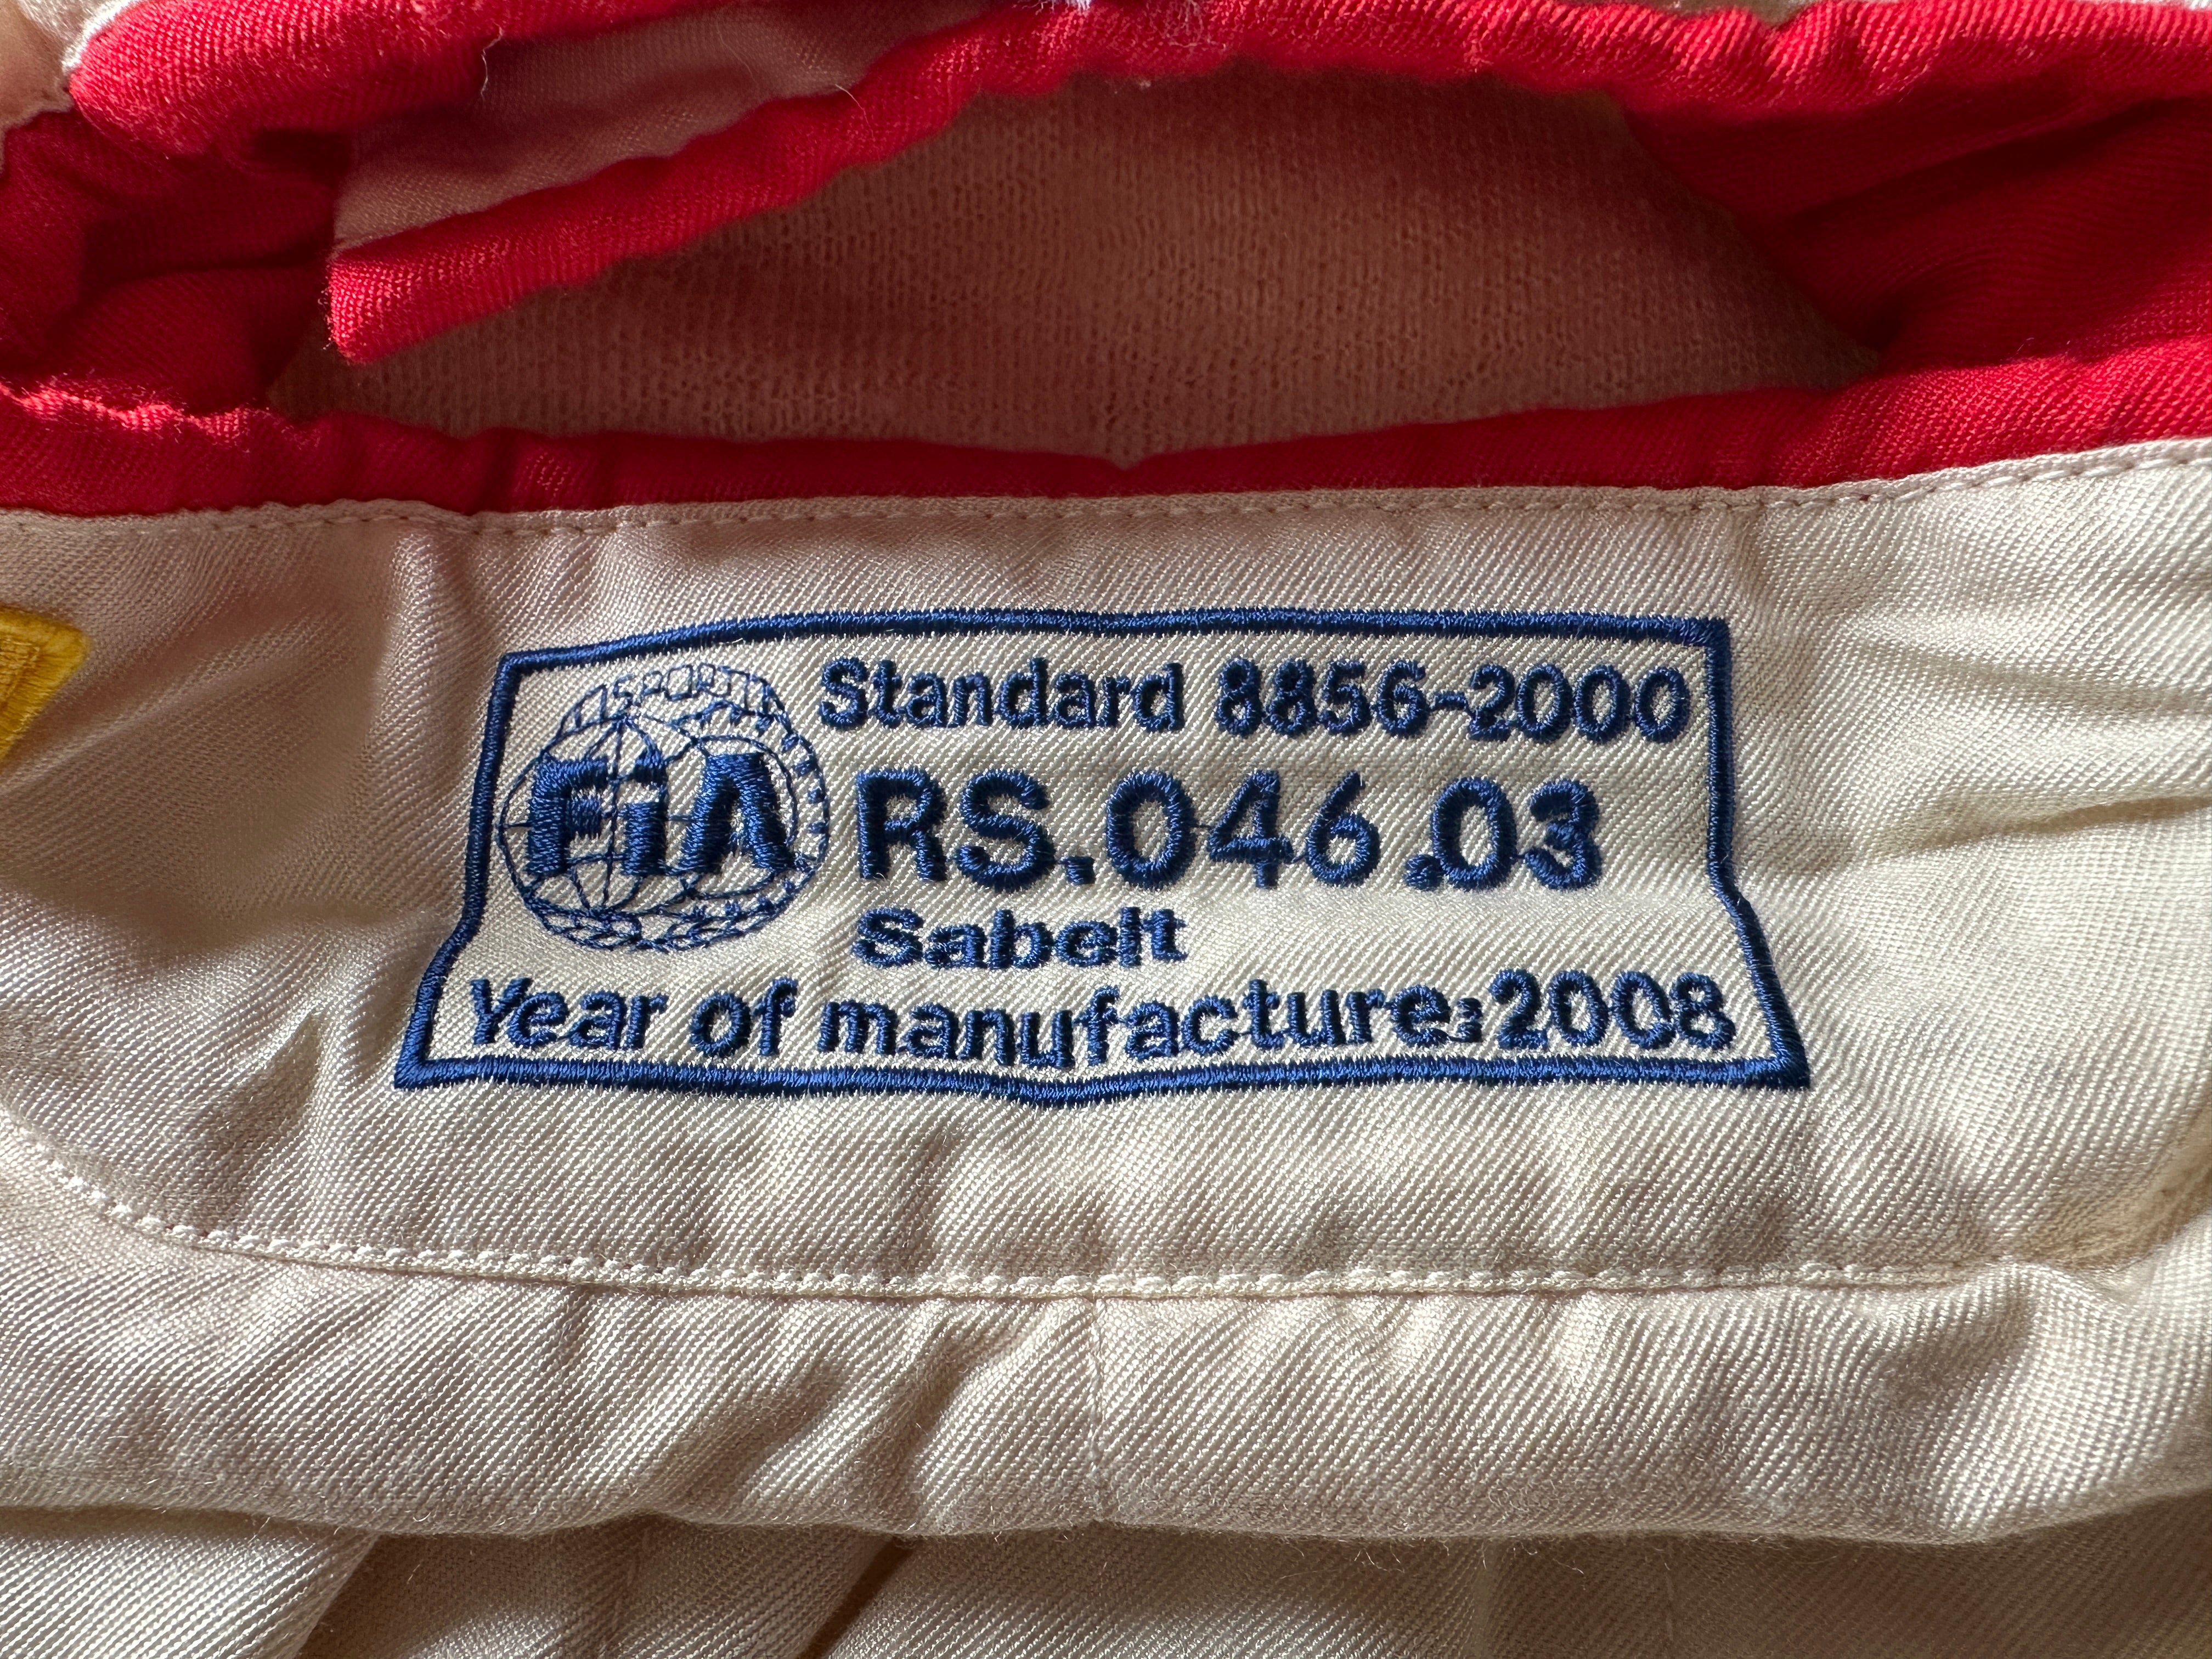 Standard 8856-2000
FIA RS.046.03
Sabelt
Year of manufacture:2008